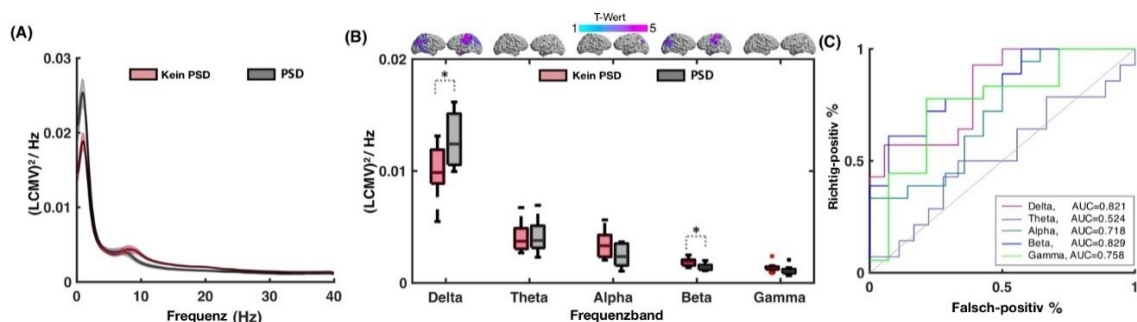 (A)
0.03
0.02
0.01
0
(LCMV)²/ Hz
Kein PSD
PSD
0 10 20 30 40
Frequenz (Hz)
(B)
T-Wert
1 5
0.02
0.01
0
(LCMV)²/ Hz
Kein PSD
PSD
*
*
Delta Theta Alpha Beta Gamma
Frequenzband
(C)
1
0.5
0
Richtig-positiv %
Delta, AUC=0.821
Theta, AUC=0.524
Alpha, AUC=0.718
Beta, AUC=0.829
Gamma, AUC=0.758
0 0.5 1
Falsch-positiv %